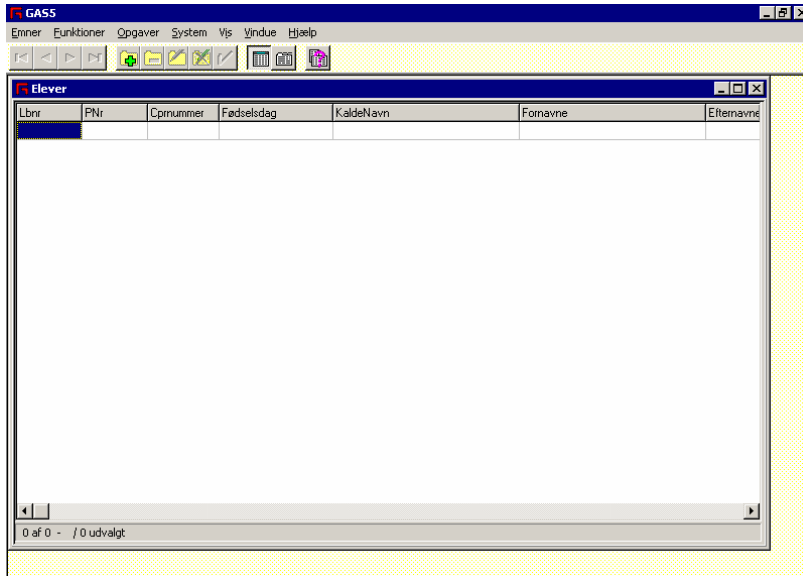 GAS5
Emner Funktioner Opgaver System Vis Vindue Hjælp
Elever
Lbnr PNr Cprnummer Fødselsdag KaldeNavn Fornavne Efternavne
0 af 0 - / 0 udvalgt